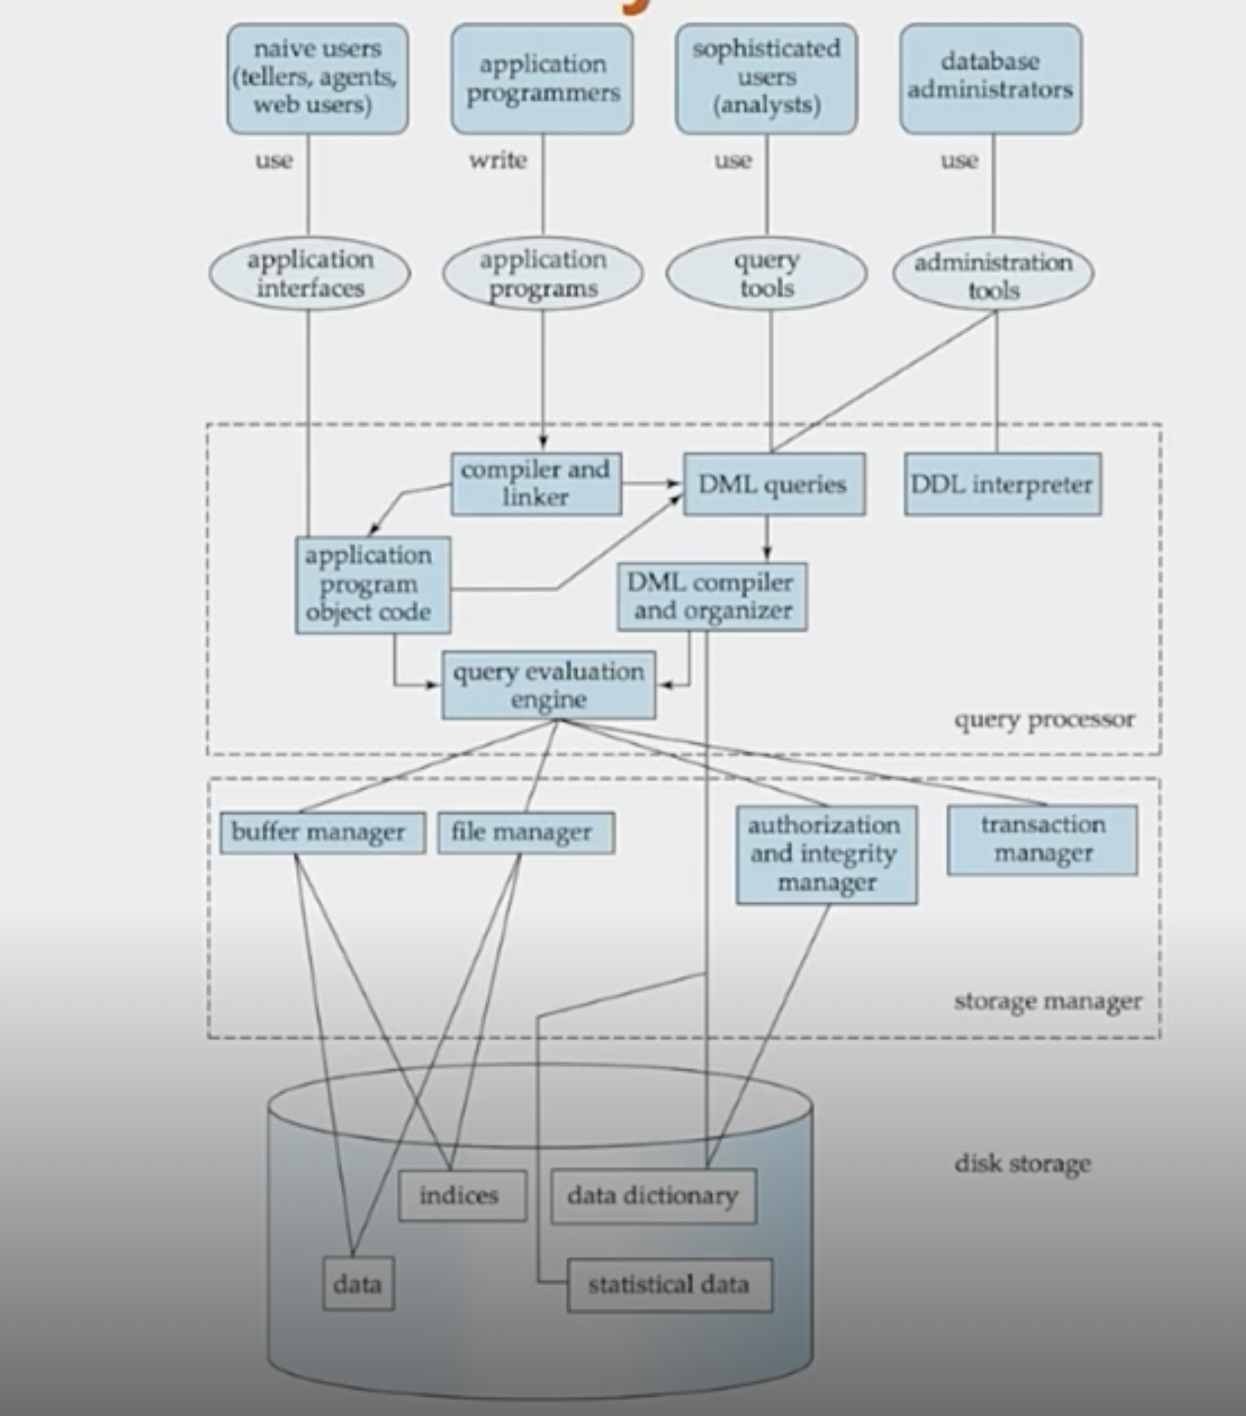 naive users
(tellers, agents,
web users)
application
programmers
sophisticated
users
(analysts)
database
administrators
use
write
use
use
application
interfaces
application
programs
query
tools
administration
tools
compiler and
linker
DML queries
DDL interpreter
application
program
object code
DML compiler
and organizer
query evaluation
engine
query processor
buffer manager
file manager
authorization
and integrity
manager
transaction
manager
storage manager
disk storage
indices
data dictionary
data
statistical data